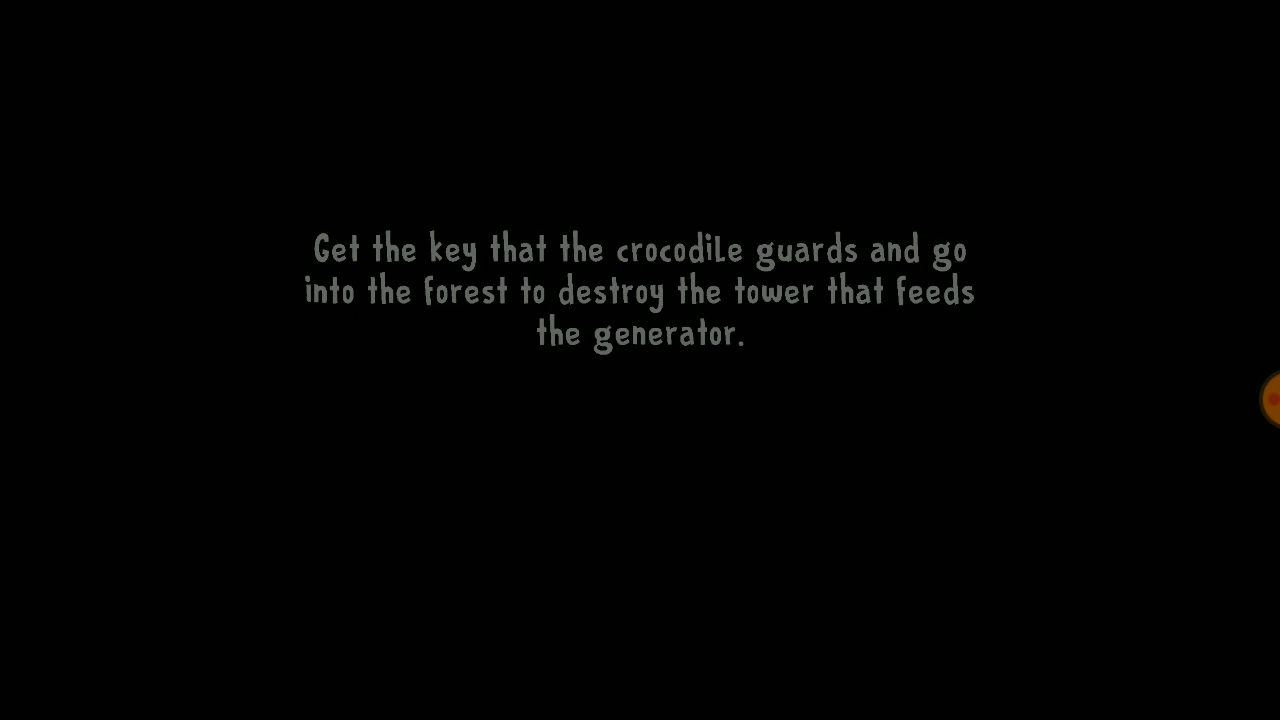 Get the key that the crocodile guards and go
into the forest to destroy the tower that feeds
the generator.